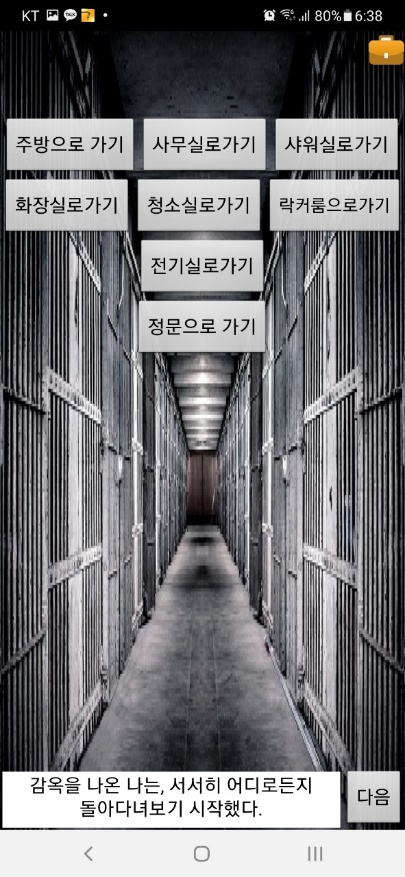 KT 80% 6:38
주방으로 가기 사무실로가기 샤워실로가기
화장실로가기 청소실로가기 락커룸으로가기
전기실로가기
정문으로 가기
감옥을 나온 나는, 서서히 어디로든지
돌아다녀보기 시작했다.
다음